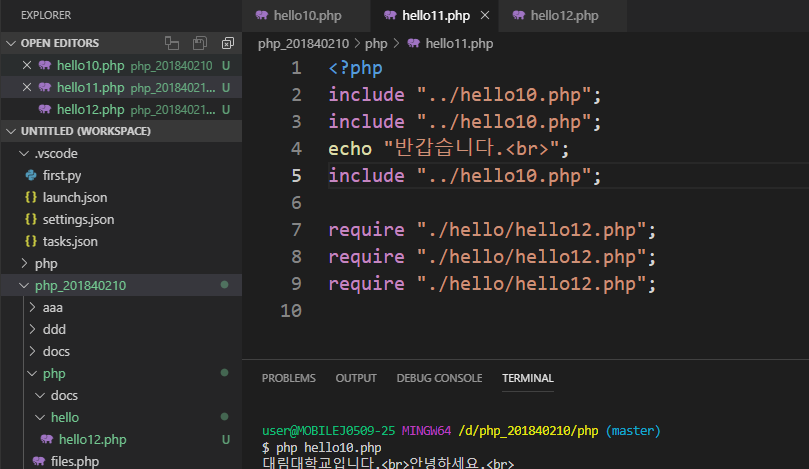 EXPLORER
OPEN EDITORS
hello10.php php_201840210 U
hello11.php php_20184021... U
hello12.php php_20184021... U
UNTITLED (WORKSPACE)
.vscode
first.py
launch.json
settings.json
tasks.json
php
php_201840210
aaa
ddd
docs
php
docs
hello
hello12.php U
files.php U
hello10.php hello11.php hello12.php
php_201840210 > php > hello11.php
1 <?php
2 include "../hello10.php";
3 include "../hello10.php";
4 echo "반갑습니다.<br>";
5 include "../hello10.php";
6
7 require "./hello/hello12.php";
8 require "./hello/hello12.php";
9 require "./hello/hello12.php";
10
PROBLEMS OUTPUT DEBUG CONSOLE TERMINAL
user@MOBILEJ0509-25 MINGW64 /d/php_201840210/php (master)
$ php hello10.php
대림대학교입니다.<br>안녕하세요.<br>